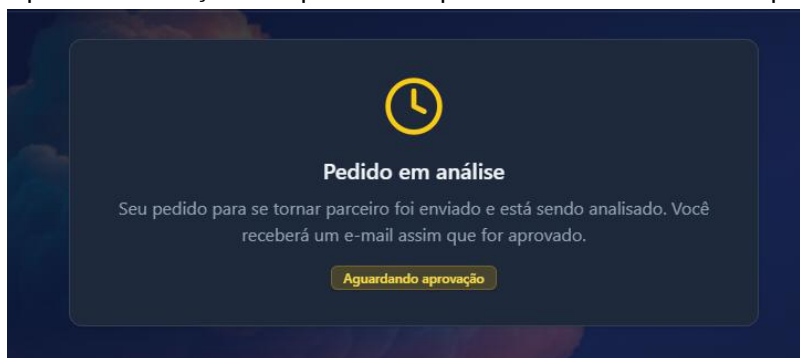 Pedido em análise
Seu pedido para se tornar parceiro foi enviado e está sendo analisado. Você
receberá um e-mail assim que for aprovado.
Aguardando aprovação